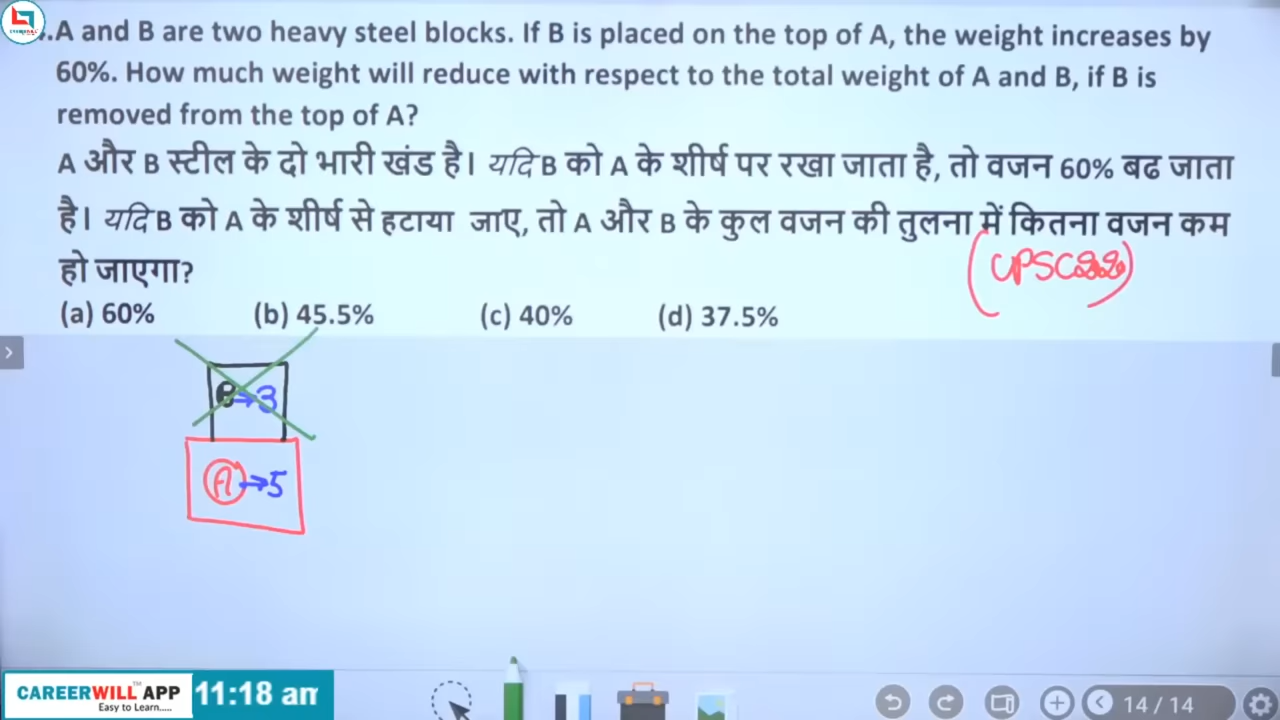 .A and B are two heavy steel blocks. If B is placed on the top of A, the weight increases by
60%. How much weight will reduce with respect to the total weight of A and B, if B is
removed from the top of A?
A और B स्टील के दो भारी खंड है। यदि B को A के शीर्ष पर रखा जाता है, तो वजन 60% बढ जाता
है। यदि B को A के शीर्ष से हटाया जाए, तो A और B के कुल वजन की तुलना में कितना वजन कम
हो जाएगा?
(UPSC)
(a) 60% (b) 45.5% (c) 40% (d) 37.5%
B→3
A→5
CAREERWILL™ APP
Easy to Learn.....
11:18 am
14 / 14